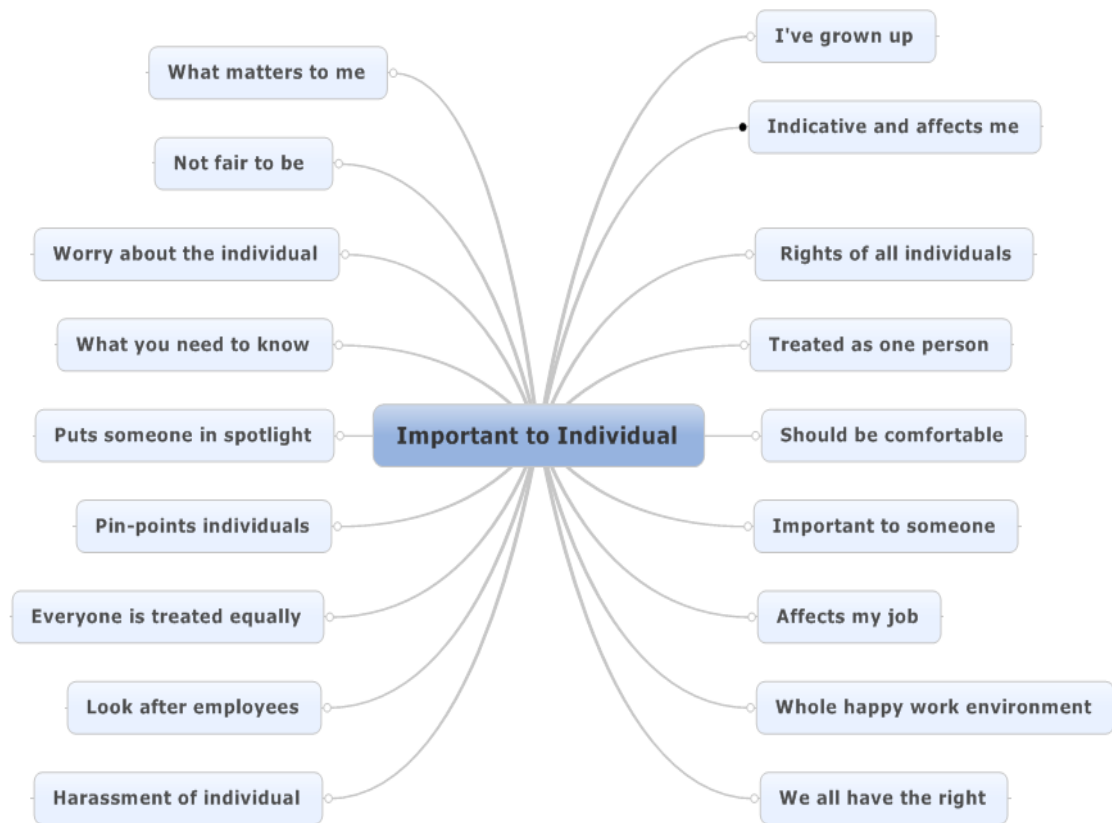 What matters to me
Not fair to be
Worry about the individual
What you need to know
Puts someone in spotlight
Pin-points individuals
Everyone is treated equally
Look after employees
Harassment of individual
Important to Individual
I've grown up
Indicative and affects me
Rights of all individuals
Treated as one person
Should be comfortable
Important to someone
Affects my job
Whole happy work environment
We all have the right